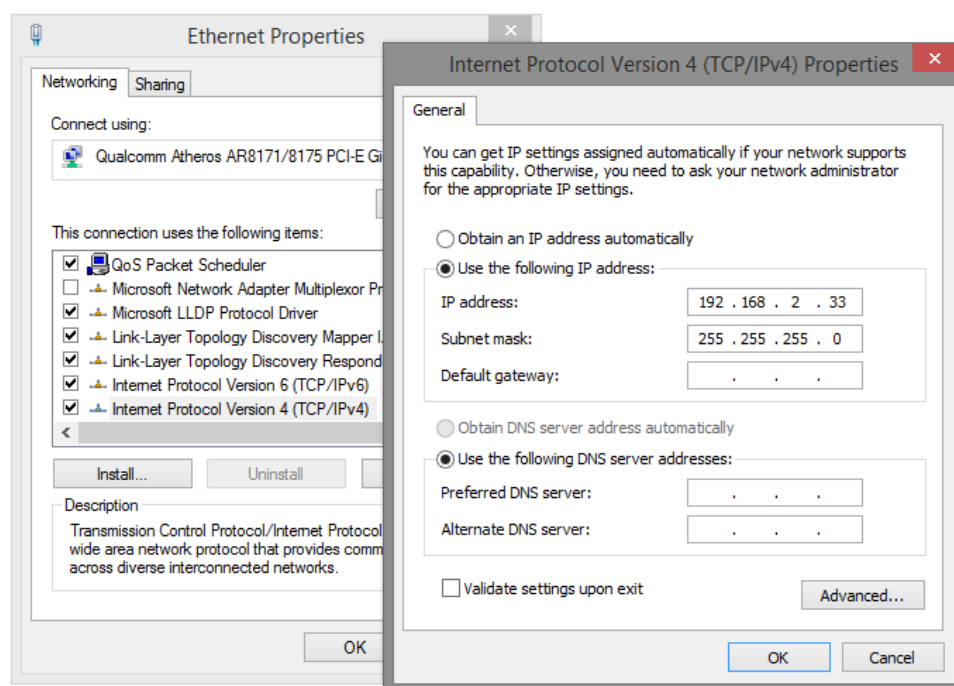 Ethernet Properties
Networking
Sharing
Connect using:
Qualcomm Atheros AR8171/8175 PCI-E Gi
This connection uses the following items:
QoS Packet Scheduler
Microsoft Network Adapter Multiplexor Pr
Microsoft LLDP Protocol Driver
Link-Layer Topology Discovery Mapper I
Link-Layer Topology Discovery Respond
Internet Protocol Version 6 (TCP/IPv6)
Internet Protocol Version 4 (TCP/IPv4)
Install...
Uninstall
Description
Transmission Control Protocol/Internet Protocol
wide area network protocol that provides comm
across diverse interconnected networks.
OK
Internet Protocol Version 4 (TCP/IPv4) Properties
General
You can get IP settings assigned automatically if your network supports
this capability. Otherwise, you need to ask your network administrator
for the appropriate IP settings.
Obtain an IP address automatically
Use the following IP address:
IP address: 192 . 168 . 2 . 33
Subnet mask: 255 . 255 . 255 . 0
Default gateway: . . .
Obtain DNS server address automatically
Use the following DNS server addresses:
Preferred DNS server: . . .
Alternate DNS server: . . .
Validate settings upon exit
Advanced...
OK
Cancel